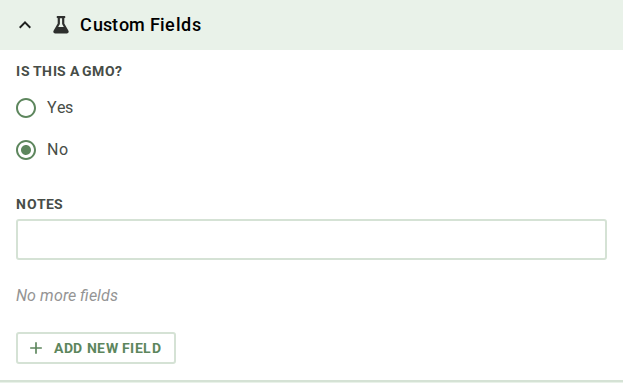 Custom Fields
IS THIS A GMO?
Yes
No
NOTES
No more fields
ADD NEW FIELD